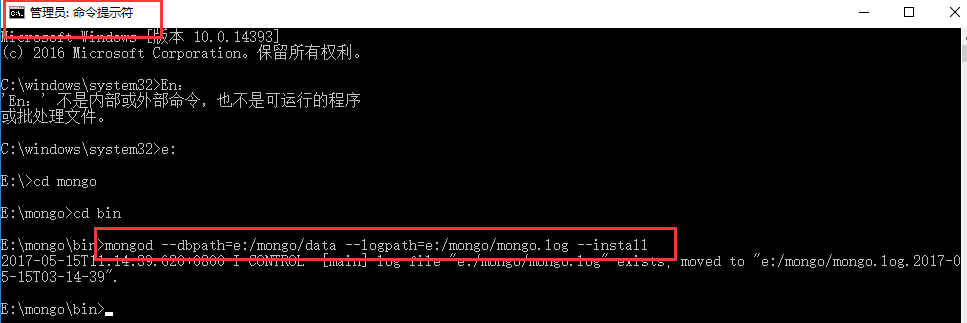 管理员: 命令提示符
Microsoft Windows [版本 10.0.14393]
(c) 2016 Microsoft Corporation。保留所有权利。
C:\windows\system32>En:
'En:' 不是内部或外部命令，也不是可运行的程序
或批处理文件。
C:\windows\system32>e:
E:\>cd mongo
E:\mongo>cd bin
E:\mongo\bin>mongod --dbpath=e:/mongo/data --logpath=e:/mongo/mongo.log --install
2017-05-15T11:14:39.620+0800 I CONTROL  [main] log file "e:/mongo/mongo.log" exists; moved to "e:/mongo/mongo.log.2017-0
5-15T03-14-39".
E:\mongo\bin>